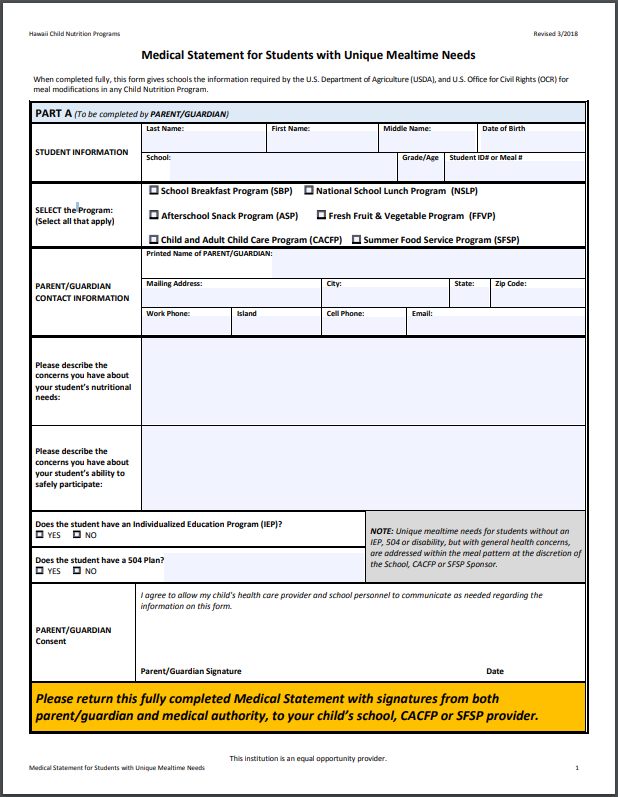 Hawaii Child Nutrition Programs
Revised 3/2018
Medical Statement for Students with Unique Mealtime Needs
When completed fully, this form gives schools the information required by the U.S. Department of Agriculture (USDA), and U.S. Office for Civil Rights (OCR) for
meal modifications in any Child Nutrition Program.
PART A (To be completed by PARENT/GUARDIAN)
STUDENT INFORMATION
Last Name: First Name: Middle Name: Date of Birth
School: Grade/Age Student ID# or Meal #
SELECT the Program:
(Select all that apply)
School Breakfast Program (SBP) National School Lunch Program (NSLP)
Afterschool Snack Program (ASP) Fresh Fruit & Vegetable Program (FFVP)
Child and Adult Child Care Program (CACFP) Summer Food Service Program (SFSP)
PARENT/GUARDIAN
CONTACT INFORMATION
Printed Name of PARENT/GUARDIAN:
Mailing Address: City: State: Zip Code:
Work Phone: Island Cell Phone: Email:
Please describe the
concerns you have about
your student's nutritional
needs:
Please describe the
concerns you have about
your student's ability to
safely participate:
Does the student have an Individualized Education Program (IEP)?
YES NO
Does the student have a 504 Plan?
YES NO
NOTE: Unique mealtime needs for students without an
IEP, 504 or disability, but with general health concerns,
are addressed within the meal pattern at the discretion of
the School, CACFP or SFSP Sponsor.
PARENT/GUARDIAN
Consent
I agree to allow my child's health care provider and school personnel to communicate as needed regarding the
information on this form.
Parent/Guardian Signature Date
Please return this fully completed Medical Statement with signatures from both
parent/guardian and medical authority, to your child's school, CACFP or SFSP provider.
This institution is an equal opportunity provider.
Medical Statement for Students with Unique Mealtime Needs 1